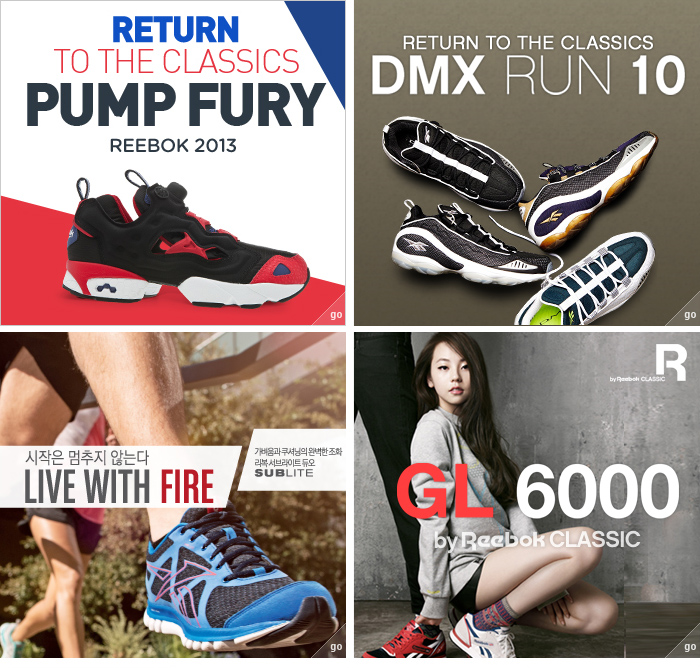 RETURN
TO THE CLASSICS
PUMP FURY
REEBOK 2013
go
RETURN TO THE CLASSICS
DMX RUN 10
go
시작은 멈추지 않는다
LIVE WITH FIRE
가벼움과 쿠셔닝의 완벽한 조화
리복 서브라이트 듀오
SUBLITE
go
R
by Reebok CLASSIC
GL 6000
by Reebok CLASSIC
go